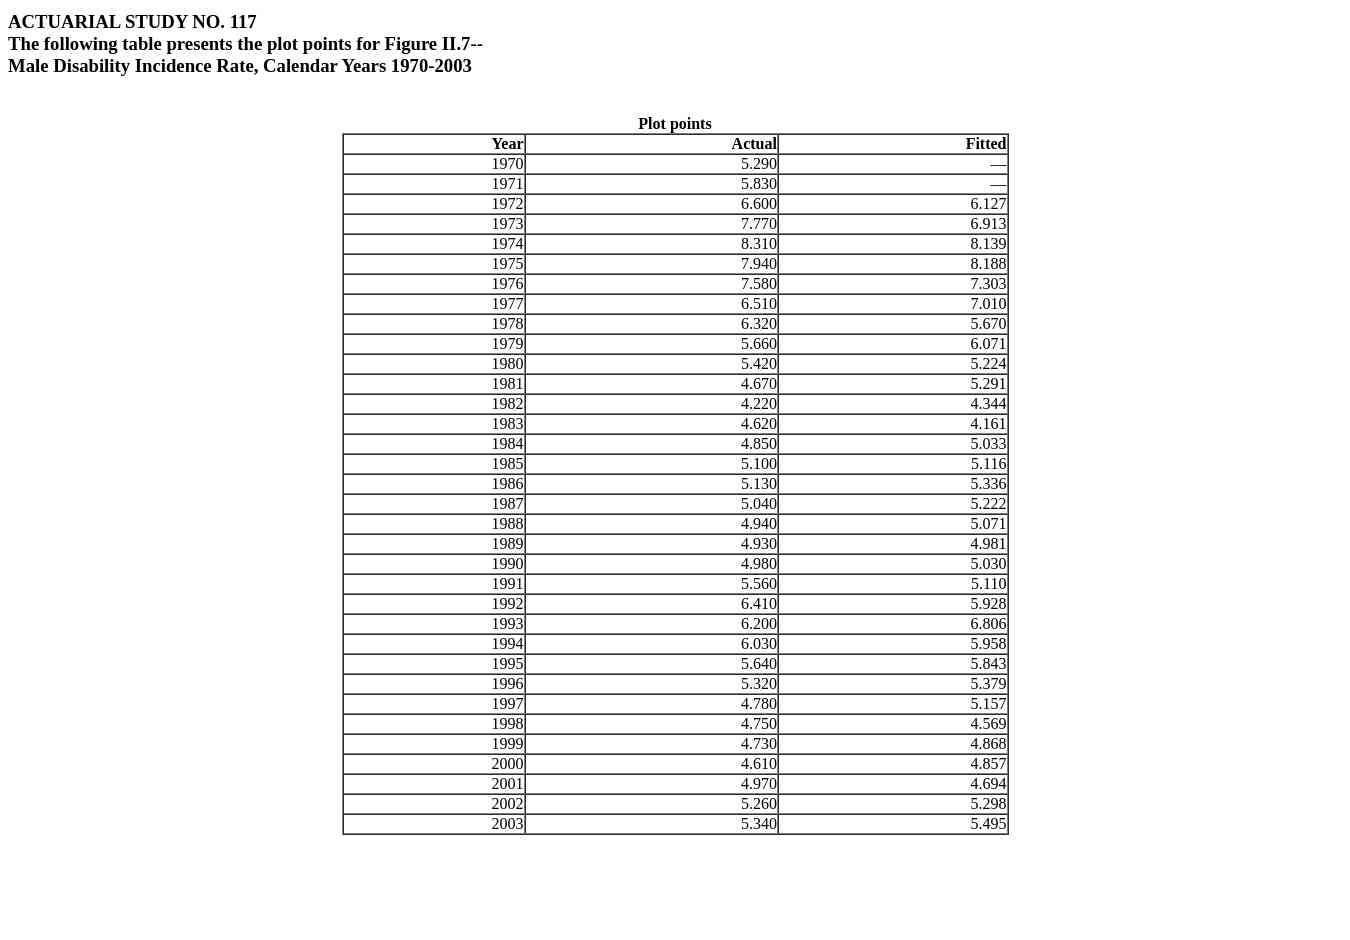 ACTUARIAL STUDY NO. 117
The following table presents the plot points for Figure II.7--
Male Disability Incidence Rate, Calendar Years 1970-2003
Plot points
Year Actual Fitted
1970 5.290 —
1971 5.830 —
1972 6.600 6.127
1973 7.770 6.913
1974 8.310 8.139
1975 7.940 8.188
1976 7.580 7.303
1977 6.510 7.010
1978 6.320 5.670
1979 5.660 6.071
1980 5.420 5.224
1981 4.670 5.291
1982 4.220 4.344
1983 4.620 4.161
1984 4.850 5.033
1985 5.100 5.116
1986 5.130 5.336
1987 5.040 5.222
1988 4.940 5.071
1989 4.930 4.981
1990 4.980 5.030
1991 5.560 5.110
1992 6.410 5.928
1993 6.200 6.806
1994 6.030 5.958
1995 5.640 5.843
1996 5.320 5.379
1997 4.780 5.157
1998 4.750 4.569
1999 4.730 4.868
2000 4.610 4.857
2001 4.970 4.694
2002 5.260 5.298
2003 5.340 5.495